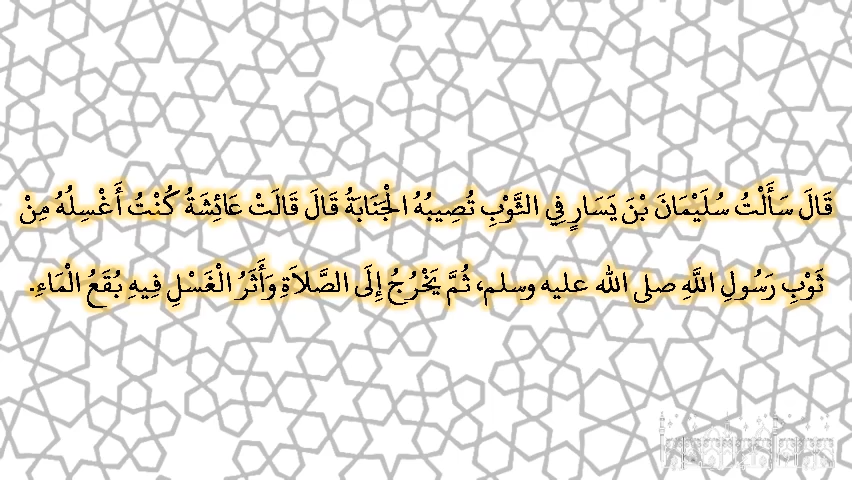 قَالَ سَأَلْتُ سُلَيْمَانَ بْنَ يَسَارٍ فِي الثَّوْبِ تُصِيبُهُ الْجَنَابَةُ قَالَ قَالَتْ عَائِشَةُ كُنْتُ أَغْسِلُهُ مِنْ
ثَوْبِ رَسُولِ اللَّهِ صلى الله عليه وسلم، ثُمَّ يَخْرُجُ إِلَى الصَّلاَةِ وَأَثَرُ الْغَسْلِ فِيهِ بُقَعُ الْمَاءِ.